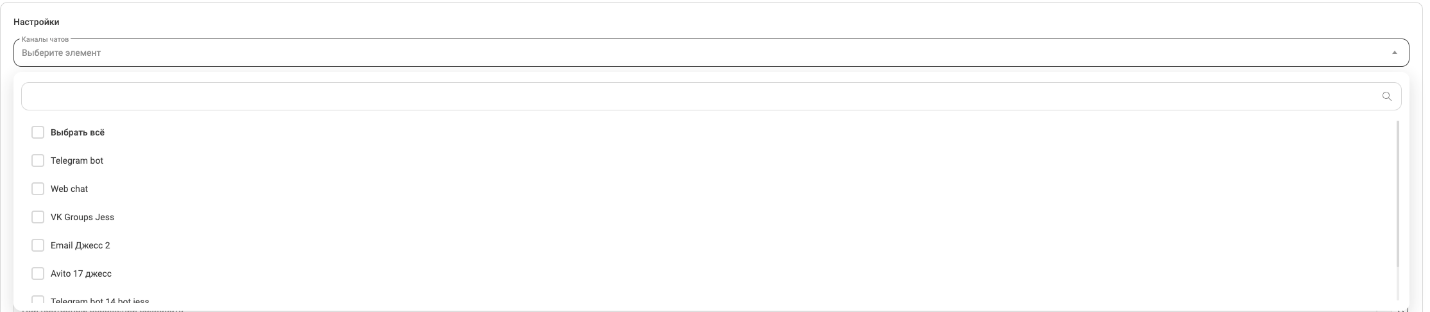 Настройки
Каналы чатов
Выберите элемент
Выбрать всё
Telegram bot
Web chat
VK Groups Jess
Email Джесс 2
Avito 17 джесс
Telegram bot 14 bot jess